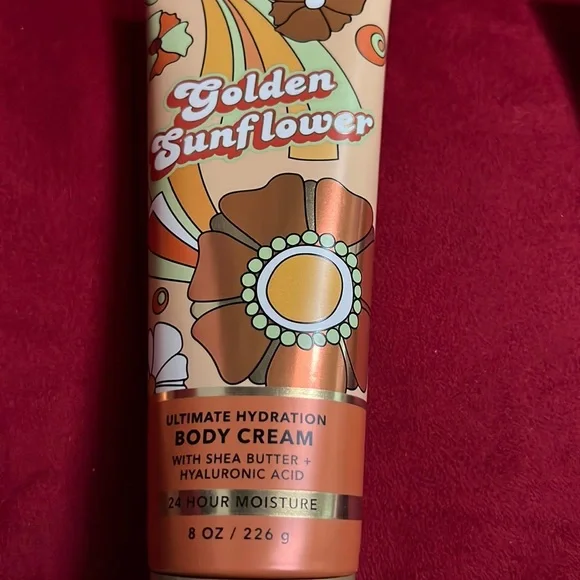 Golden
Sunflower
ULTIMATE HYDRATION
BODY CREAM
WITH SHEA BUTTER +
HYALURONIC ACID
24 HOUR MOISTURE
8 OZ / 226 g